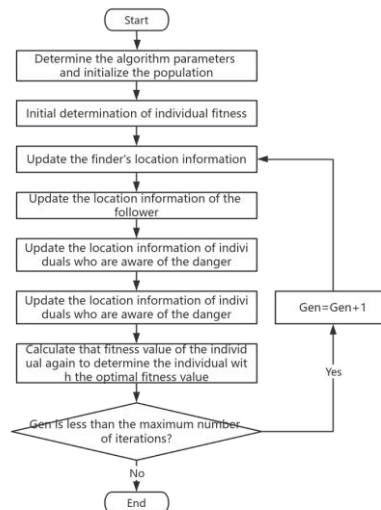 Start
Determine the algorithm parameters
and initialize the population
Initial determination of individual fitness
Update the finder's location information
Update the location information of the
follower
Update the location information of indivi
duals who are aware of the danger
Update the location information of indivi
duals who are aware of the danger
Gen=Gen+1
Calculate that fitness value of the individ
ual again to determine the individual wit
h the optimal fitness value
Yes
Gen is less than the maximum number
of iterations?
No
End